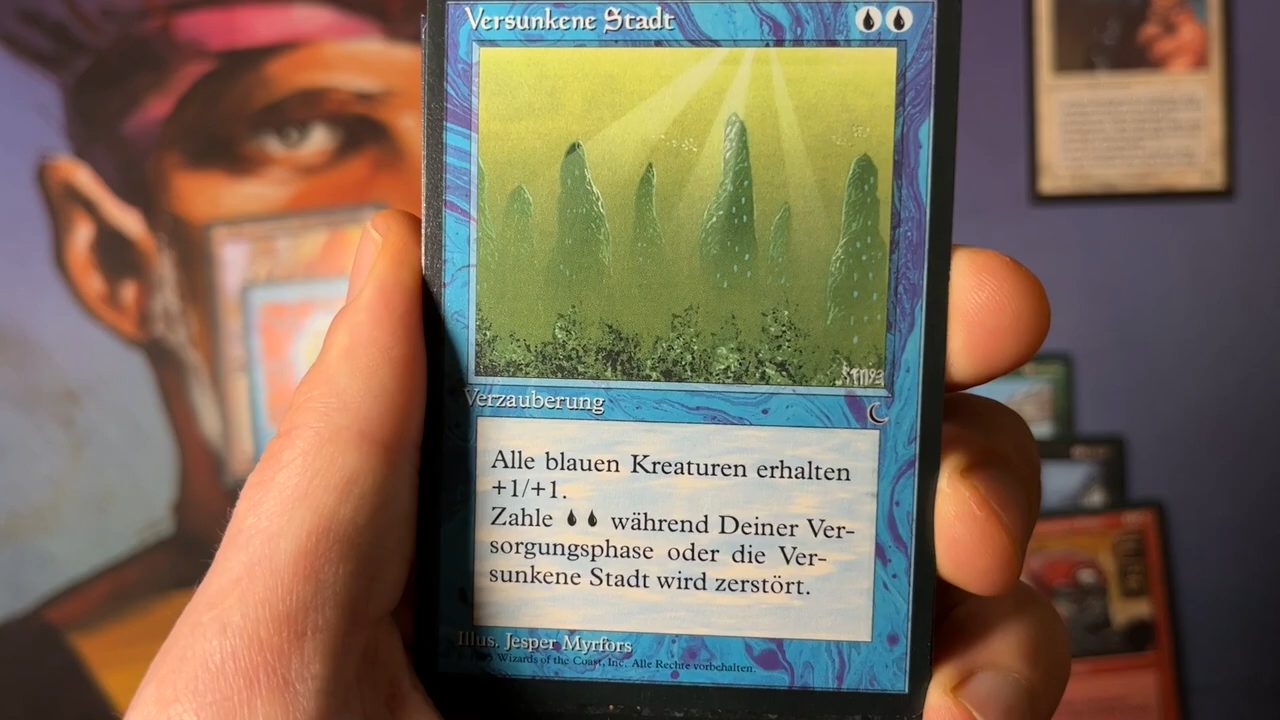 Versunkene Stadt
Verzauberung
Alle blauen Kreaturen erhalten
+1/+1.
Zahle während Deiner Ver-
sorgungsphase oder die Ver-
sunkene Stadt wird zerstört.
Illus. Jesper Myrfors
Wizards of the Coast, Inc. Alle Rechte vorbehalten.